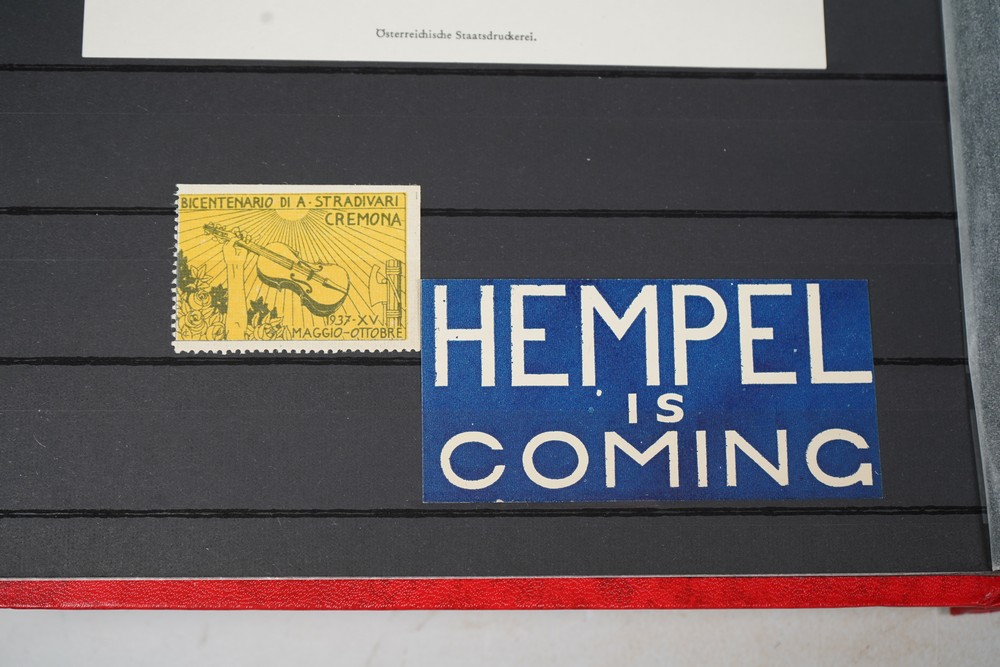 Österreichische Staatsdruckerei.
BICENTENARIO DI A · STRADIVARI
CREMONA
1937-XV
MAGGIO-OTTOBRE
HEMPEL
IS
COMING